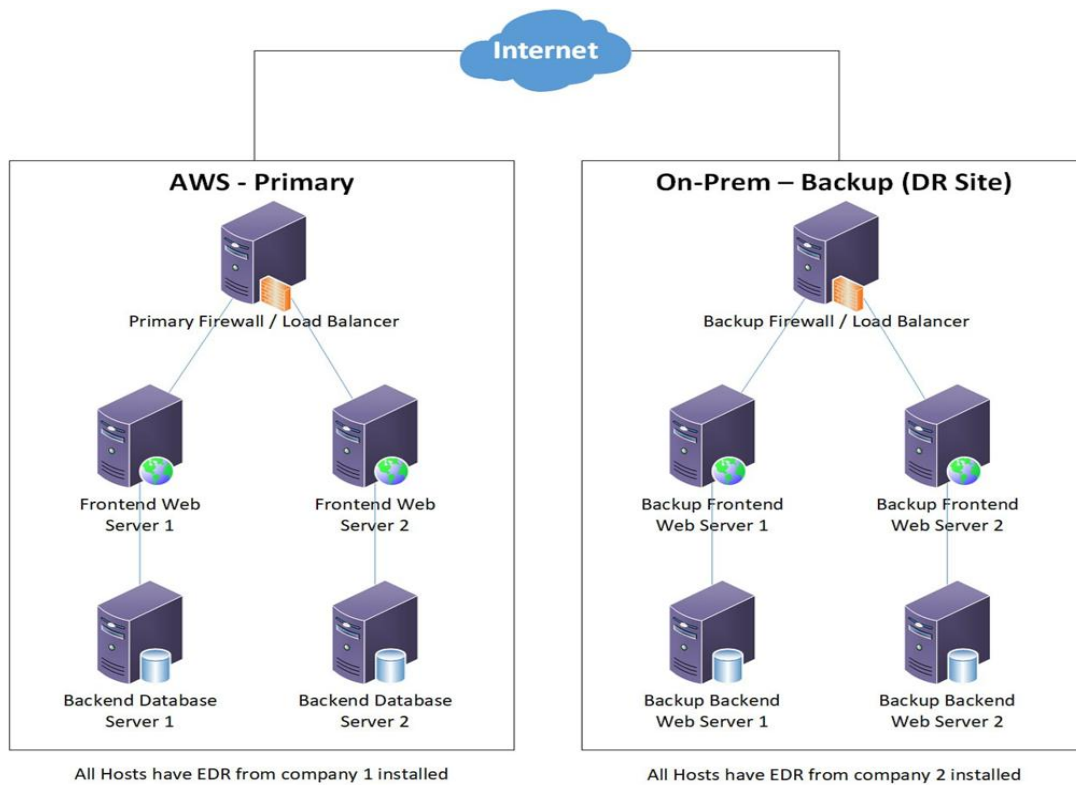 Internet
AWS - Primary
Primary Firewall / Load Balancer
Frontend Web
Server 1
Frontend Web
Server 2
Backend Database
Server 1
Backend Database
Server 2
All Hosts have EDR from company 1 installed
On-Prem – Backup (DR Site)
Backup Firewall / Load Balancer
Backup Frontend
Web Server 1
Backup Frontend
Web Server 2
Backup Backend
Web Server 1
Backup Backend
Web Server 2
All Hosts have EDR from company 2 installed